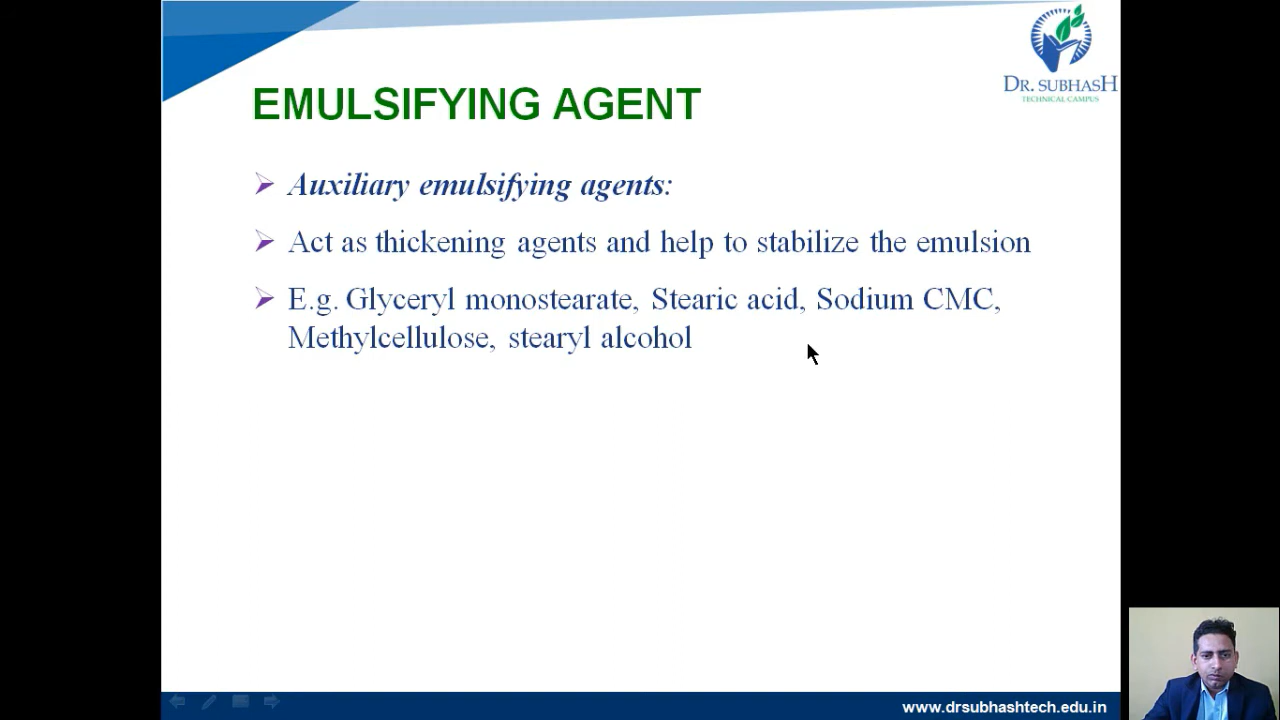 DR. SUBHASH
TECHNICAL CAMPUS
EMULSIFYING AGENT
Auxiliary emulsifying agents:
Act as thickening agents and help to stabilize the emulsion
E.g. Glyceryl monostearate, Stearic acid, Sodium CMC,
Methylcellulose, stearyl alcohol
www.drsubhashtech.edu.in